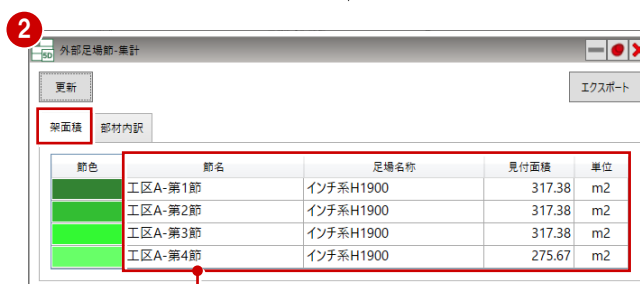 2
5D 外部足場節-集計
更新 エクスポート
架面積 部材内訳
節色 節名 足場名称 見付面積 単位
工区A-第1節 インチ系H1900 317.38 m2
工区A-第2節 インチ系H1900 317.38 m2
工区A-第3節 インチ系H1900 317.38 m2
工区A-第4節 インチ系H1900 275.67 m2